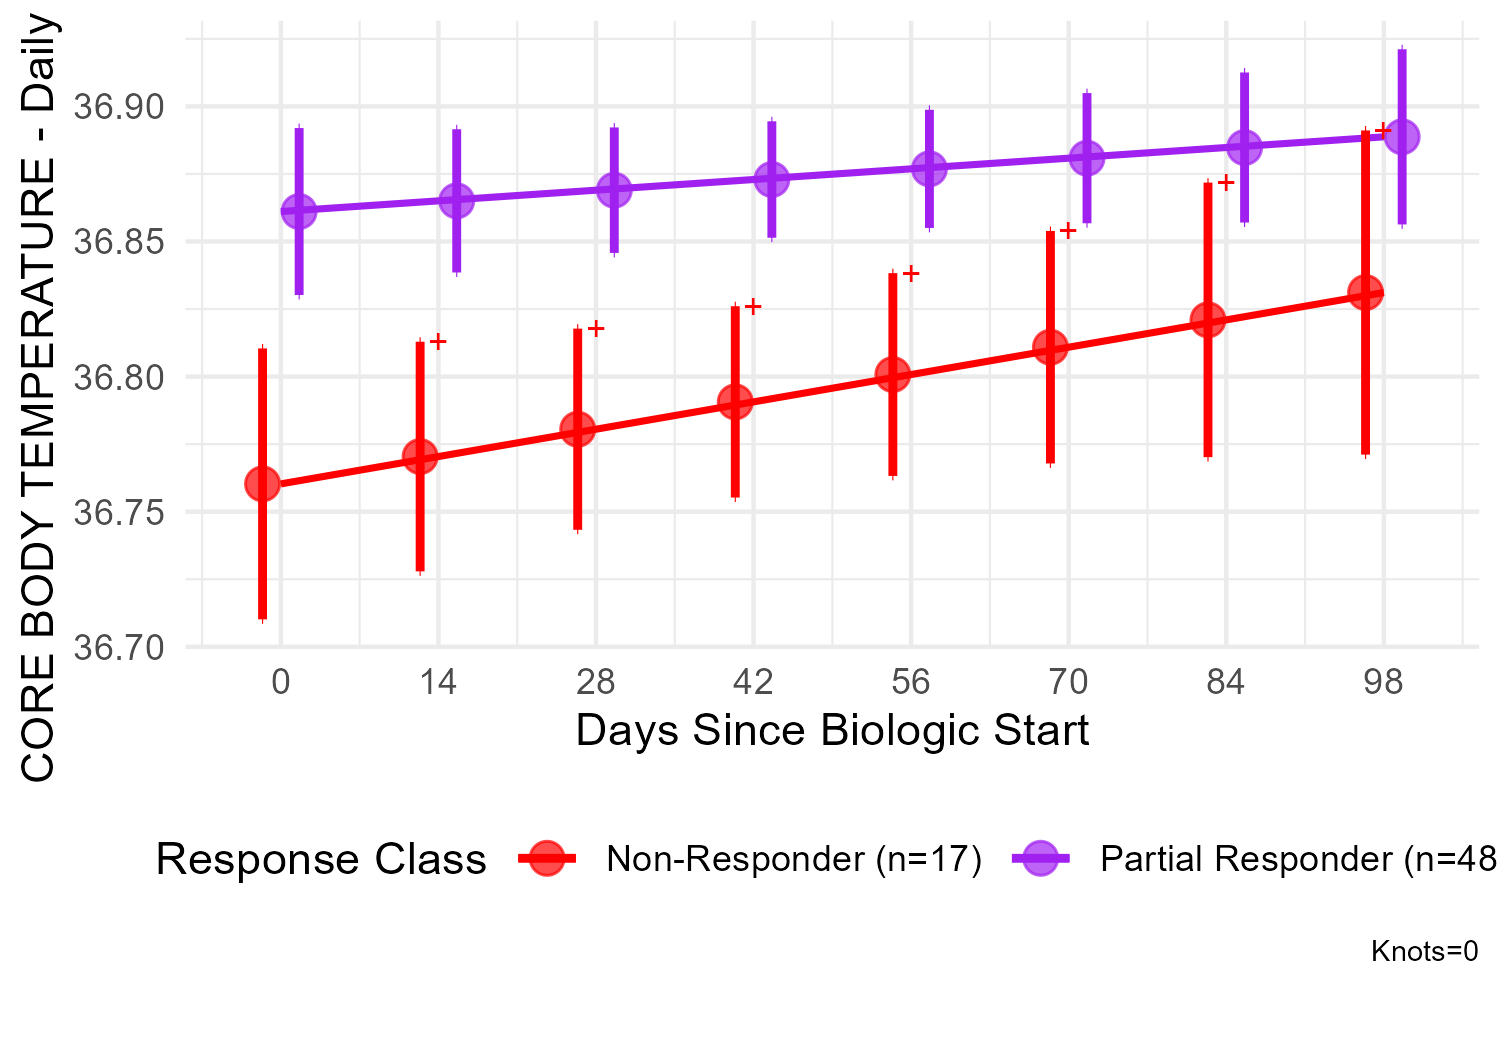 CORE BODY TEMPERATURE - Daily
36.90
36.85
36.80
36.75
36.70
0 14 28 42 56 70 84 98
Days Since Biologic Start
Response Class Non-Responder (n=17) Partial Responder (n=48
Knots=0